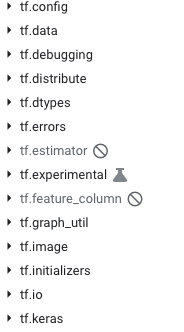 tf.config
tf.data
tf.debugging
tf.distribute
tf.dtypes
tf.errors
tf.estimator
tf.experimental
tf.feature_column
tf.graph_util
tf.image
tf.initializers
tf.io
tf.keras